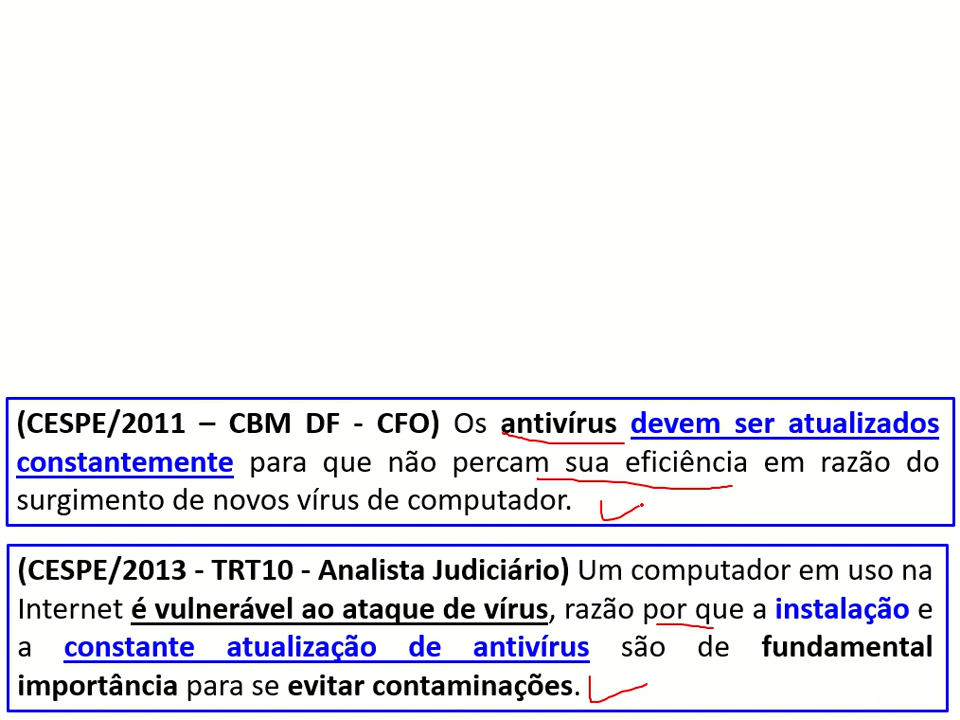 (CESPE/2011 – CBM DF - CFO) Os antivírus devem ser atualizados
constantemente para que não percam sua eficiência em razão do
surgimento de novos vírus de computador.
(CESPE/2013 - TRT10 - Analista Judiciário) Um computador em uso na
Internet é vulnerável ao ataque de vírus, razão por que a instalação e
a constante atualização de antivírus são de fundamental
importância para se evitar contaminações.